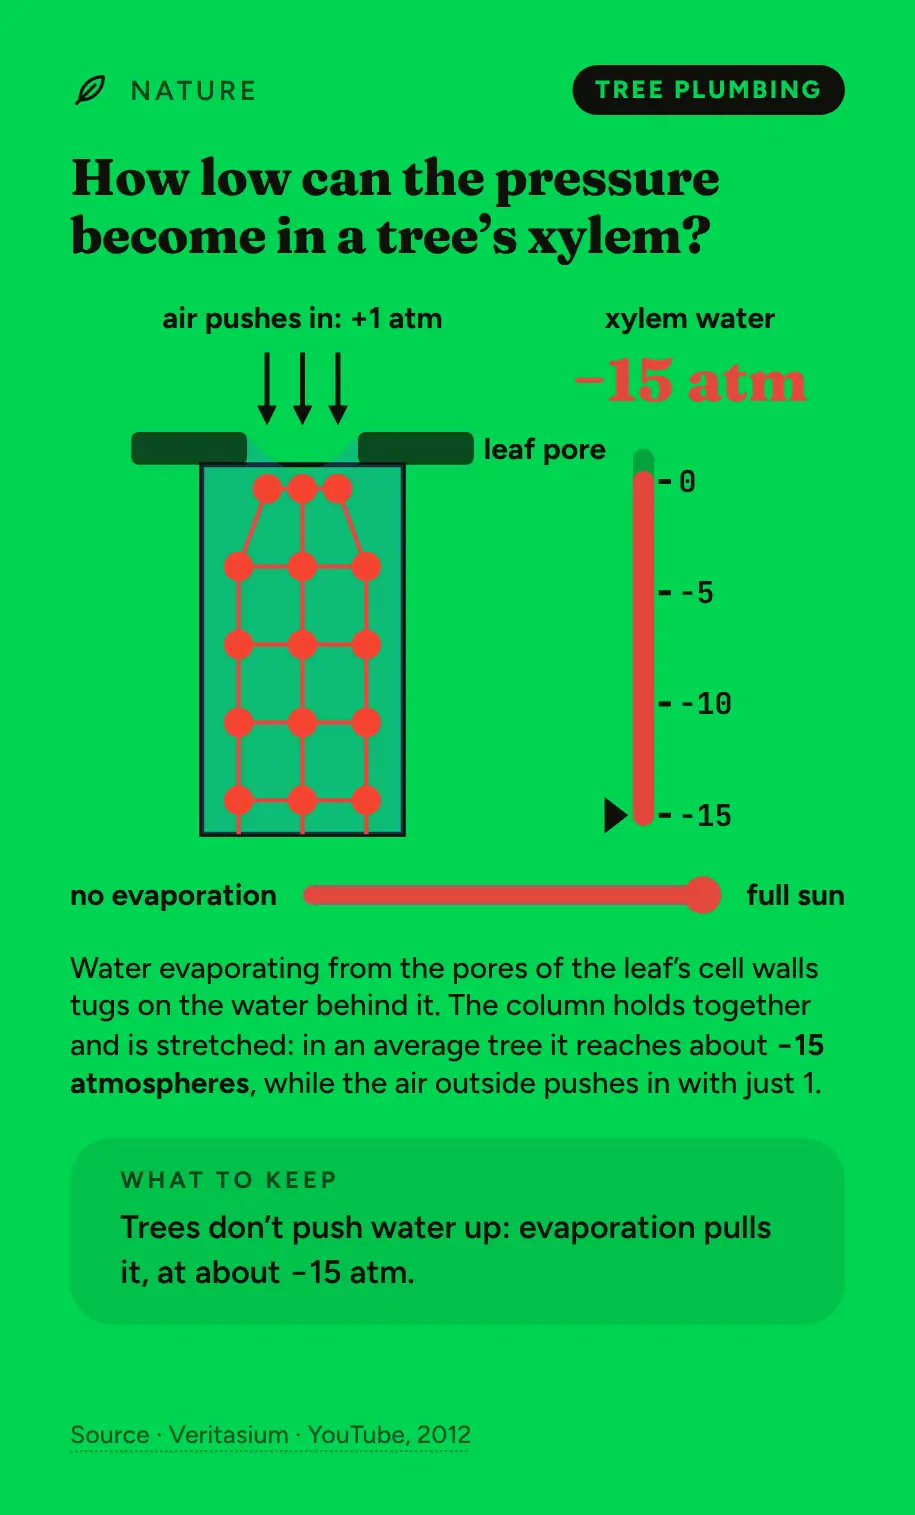 NATURE
TREE PLUMBING
How low can the pressure
become in a tree’s xylem?
air pushes in: +1 atm
xylem water
−15 atm
leaf pore
0
-5
-10
-15
no evaporation
full sun
Water evaporating from the pores of the leaf’s cell walls
tugs on the water behind it. The column holds together
and is stretched: in an average tree it reaches about −15
atmospheres, while the air outside pushes in with just 1.
WHAT TO KEEP
Trees don’t push water up: evaporation pulls
it, at about −15 atm.
Source · Veritasium · YouTube, 2012